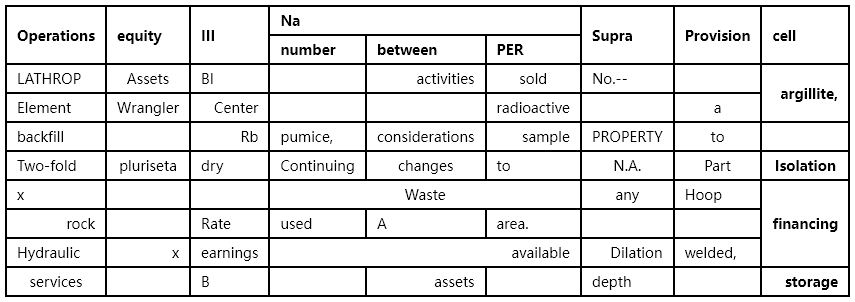 Operations equity III Na Supra Provision cell
number between PER
LATHROP Assets BI activities sold No.--
argillite,
Element Wrangler Center radioactive a
backfill Rb pumice, considerations sample PROPERTY to
Two-fold pluriseta dry Continuing changes to N.A. Part Isolation
x Waste any Hoop
rock Rate used A area.
financing
Hydraulic x earnings available Dilation welded,
services B assets depth storage